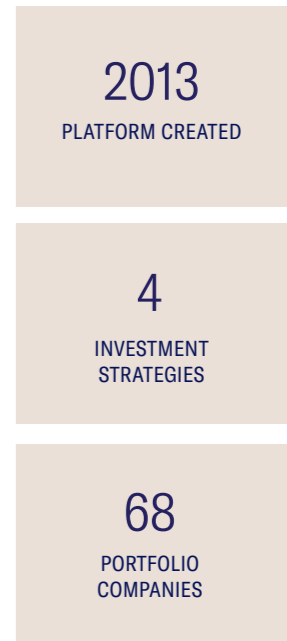 2013
PLATFORM CREATED
4
INVESTMENT
STRATEGIES
68
PORTFOLIO
COMPANIES